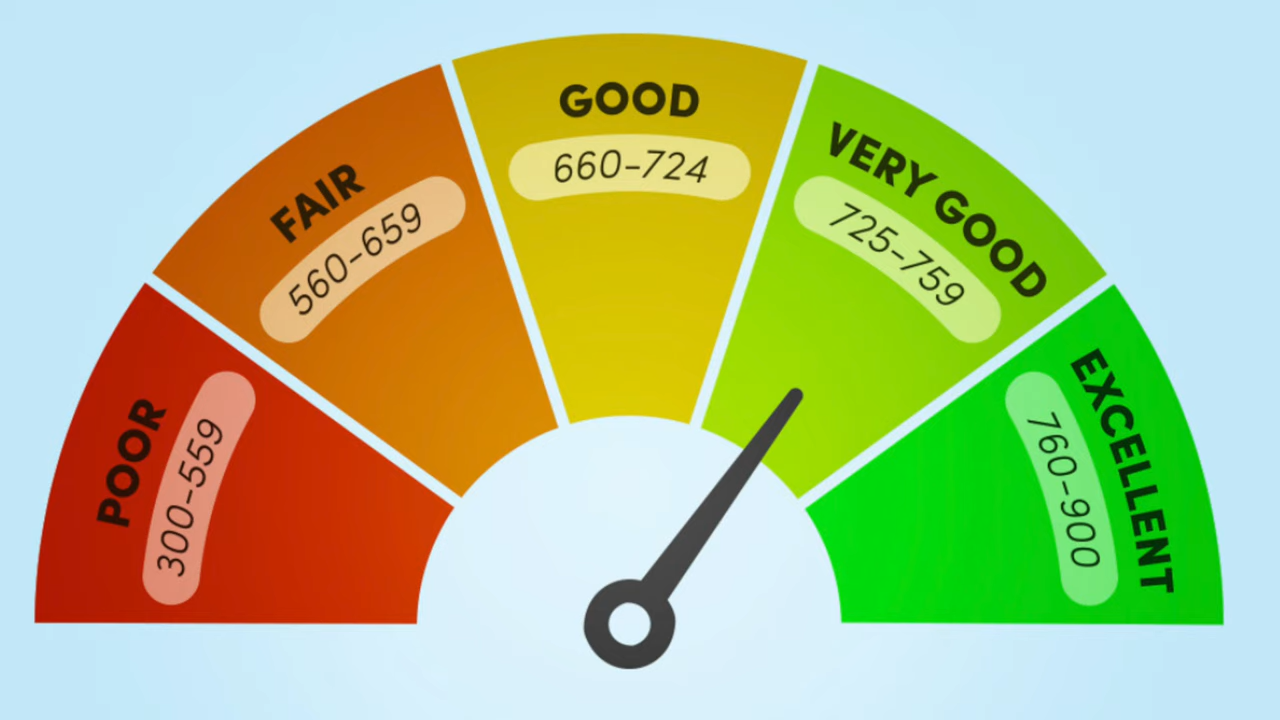 POOR
300-559
FAIR
560-659
GOOD
660-724
VERY GOOD
725-759
EXCELLENT
760-900